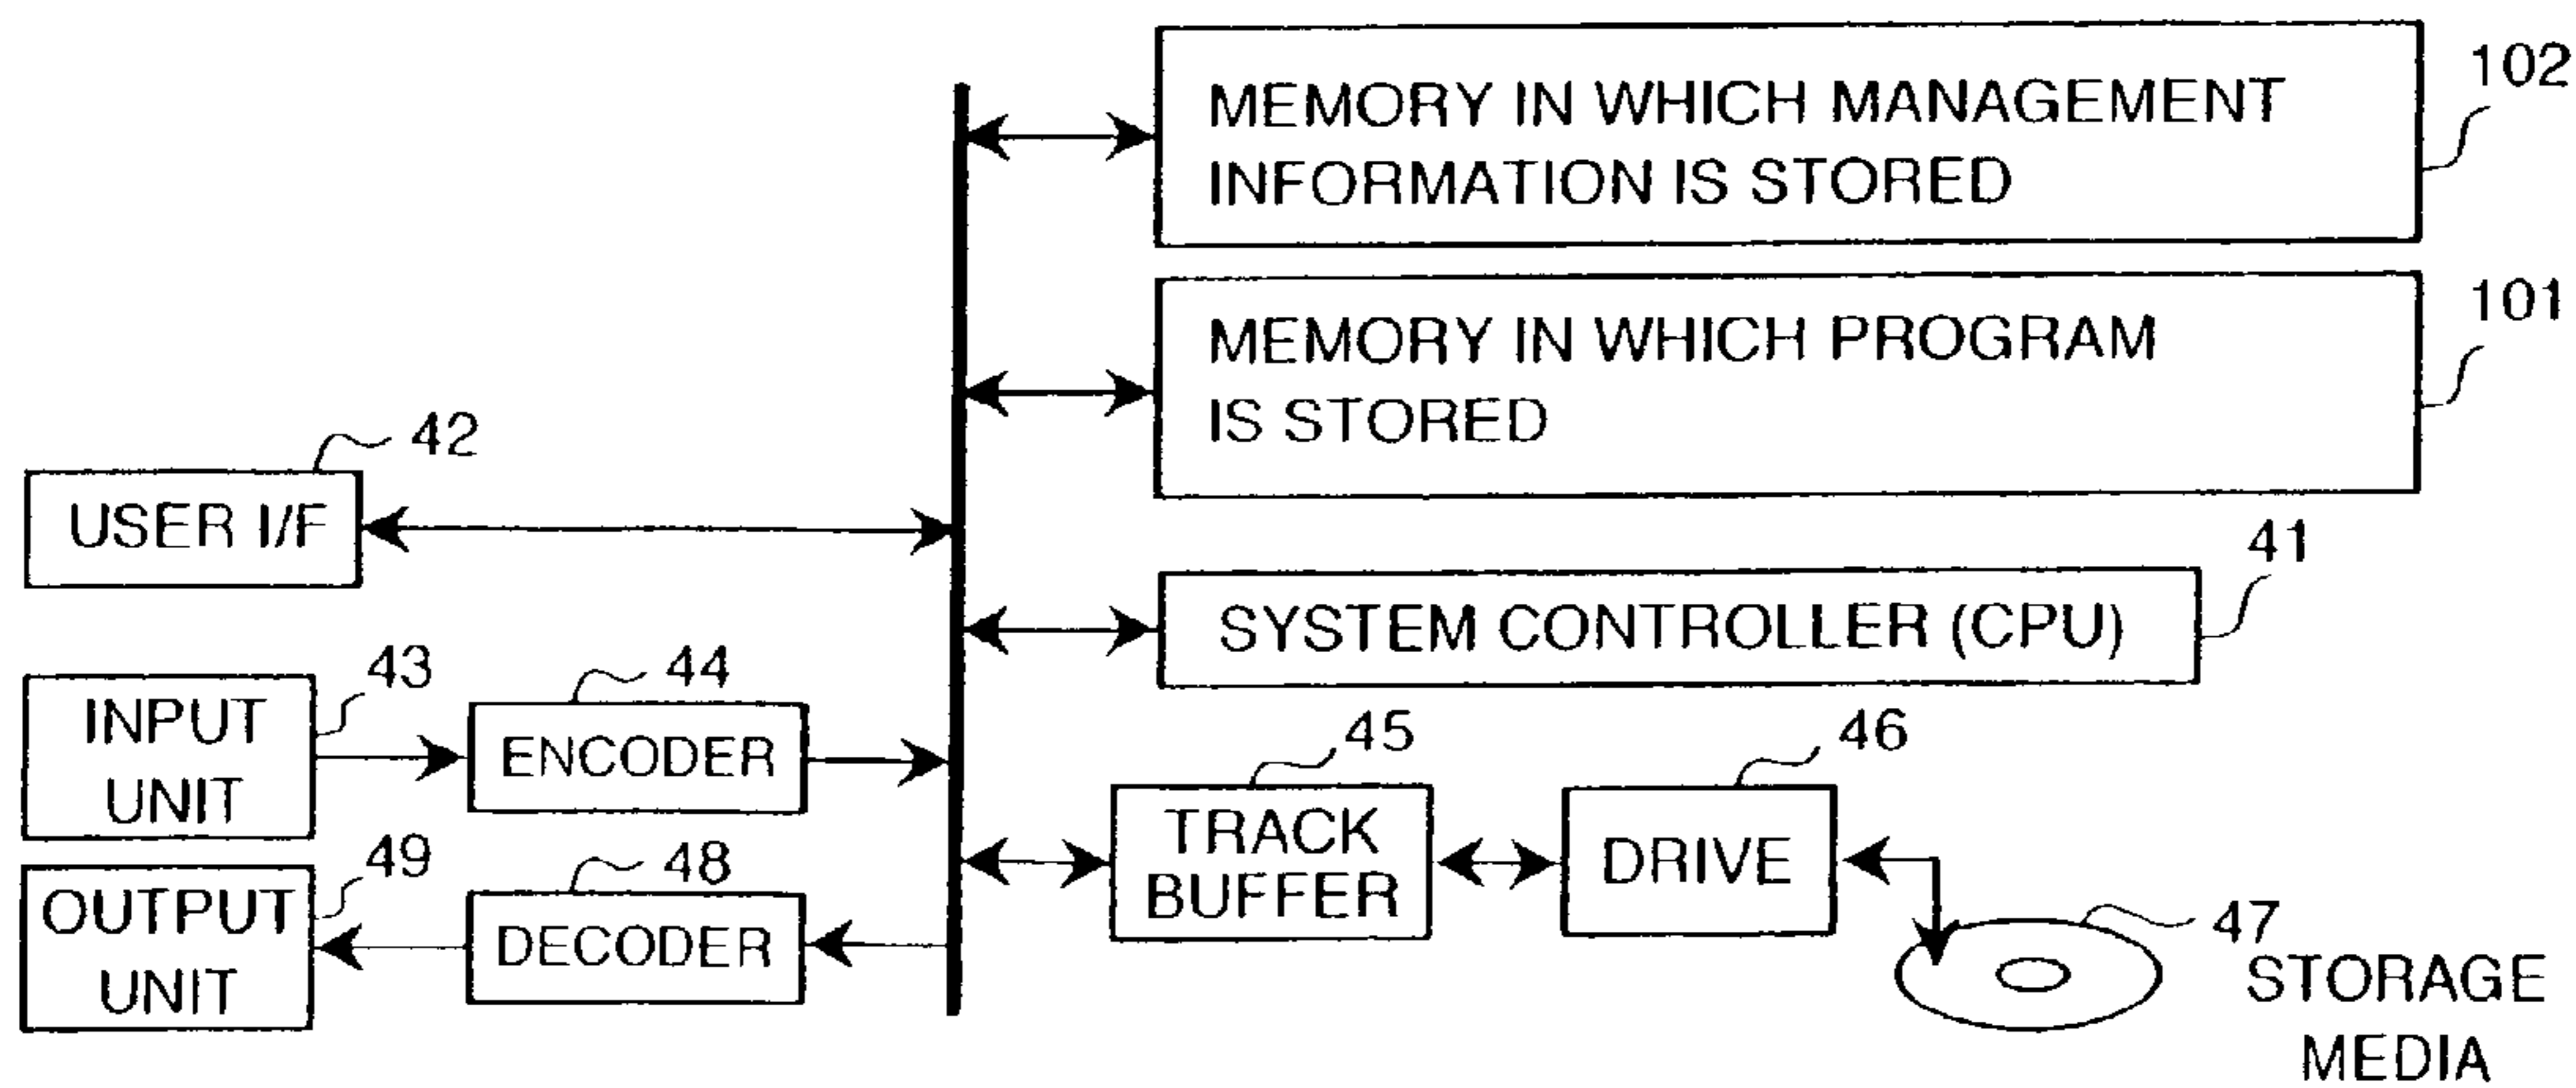 102
MEMORY IN WHICH MANAGEMENT
INFORMATION IS STORED
101
MEMORY IN WHICH PROGRAM
IS STORED
42
USER I/F
41
SYSTEM CONTROLLER (CPU)
43
INPUT
UNIT
44
ENCODER
45
TRACK
BUFFER
46
DRIVE
49
OUTPUT
UNIT
48
DECODER
47
STORAGE
MEDIA